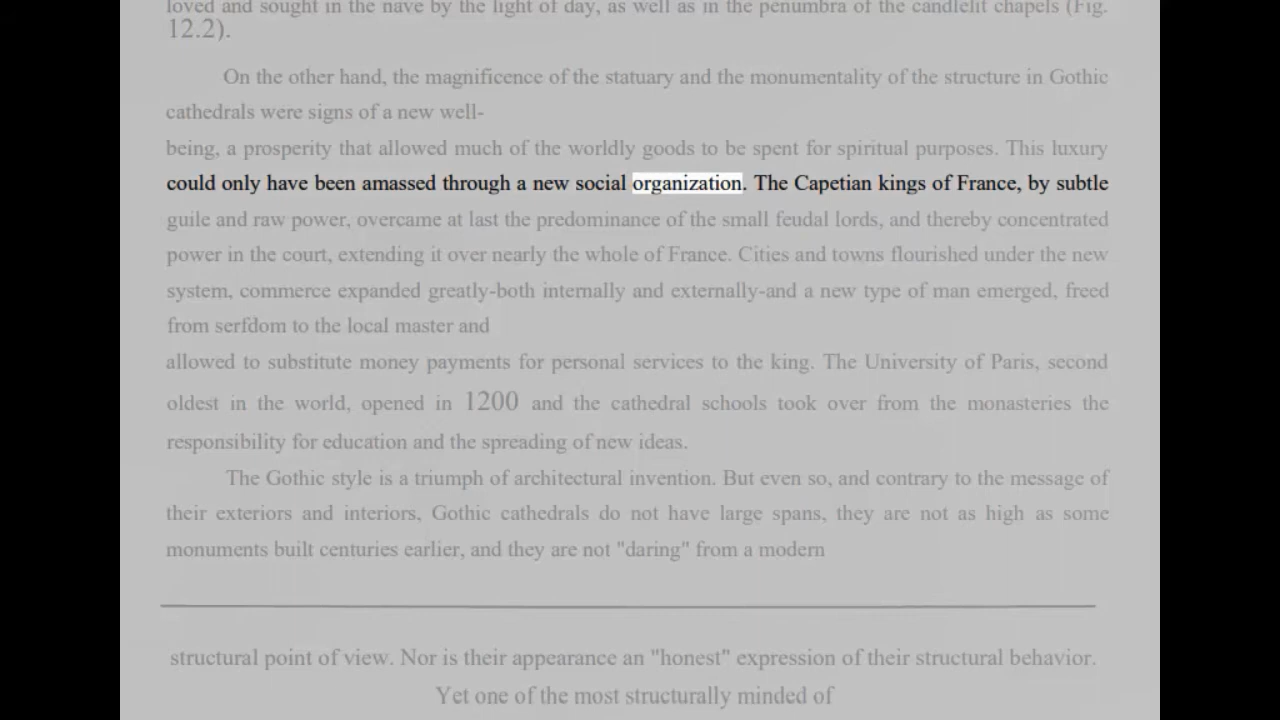 loved and sought in the nave by the light of day, as well as in the penumbra of the candlelit chapels (Fig.
12.2).
On the other hand, the magnificence of the statuary and the monumentality of the structure in Gothic
cathedrals were signs of a new well-
being, a prosperity that allowed much of the worldly goods to be spent for spiritual purposes. This luxury
could only have been amassed through a new social organization. The Capetian kings of France, by subtle
guile and raw power, overcame at last the predominance of the small feudal lords, and thereby concentrated
power in the court, extending it over nearly the whole of France. Cities and towns flourished under the new
system, commerce expanded greatly-both internally and externally-and a new type of man emerged, freed
from serfdom to the local master and
allowed to substitute money payments for personal services to the king. The University of Paris, second
oldest in the world, opened in 1200 and the cathedral schools took over from the monasteries the
responsibility for education and the spreading of new ideas.
The Gothic style is a triumph of architectural invention. But even so, and contrary to the message of
their exteriors and interiors, Gothic cathedrals do not have large spans, they are not as high as some
monuments built centuries earlier, and they are not "daring" from a modern
structural point of view. Nor is their appearance an "honest" expression of their structural behavior.
Yet one of the most structurally minded of